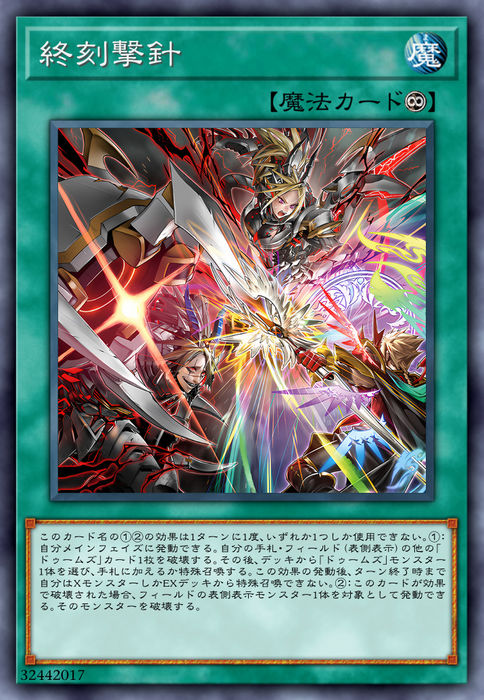 終刻撃針
魔
【魔法カード♾】
このカード名の①②の効果は1ターンに1度、いずれか1つしか使用できない。①:
自分メインフェイズに発動できる。自分の手札・フィールド(表側表示)の他の「
ドゥームズ」カード1枚を破壊する。その後、デッキから「ドゥームズ」モンスター
1体を選び、手札に加えるか特殊召喚する。この効果の発動後、ターン終了時まで
自分はXモンスターしかEXデッキから特殊召喚できない。②:このカードが効果
で破壊された場合、フィールドの表側表示モンスター1体を対象として発動でき
る。そのモンスターを破壊する。
32442017